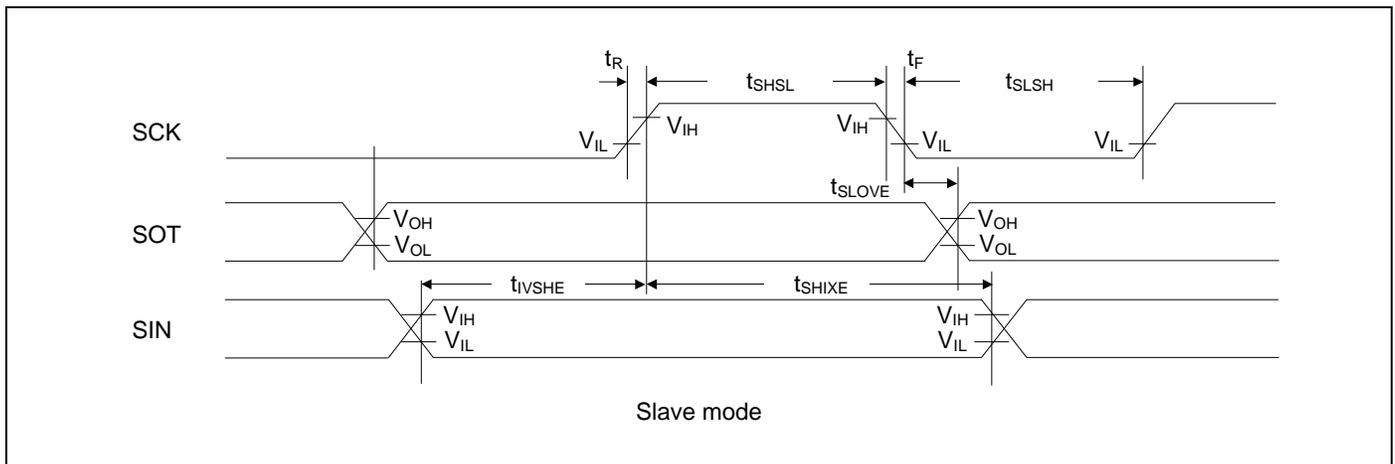 tR tSHSL tF tSLSH
SCK VIL VIH VIH VIL VIL
tSLOVE
SOT VOH VOL VOH VOL
tIVSHE tSHIXE
SIN VIH VIL VIH VIL
Slave mode